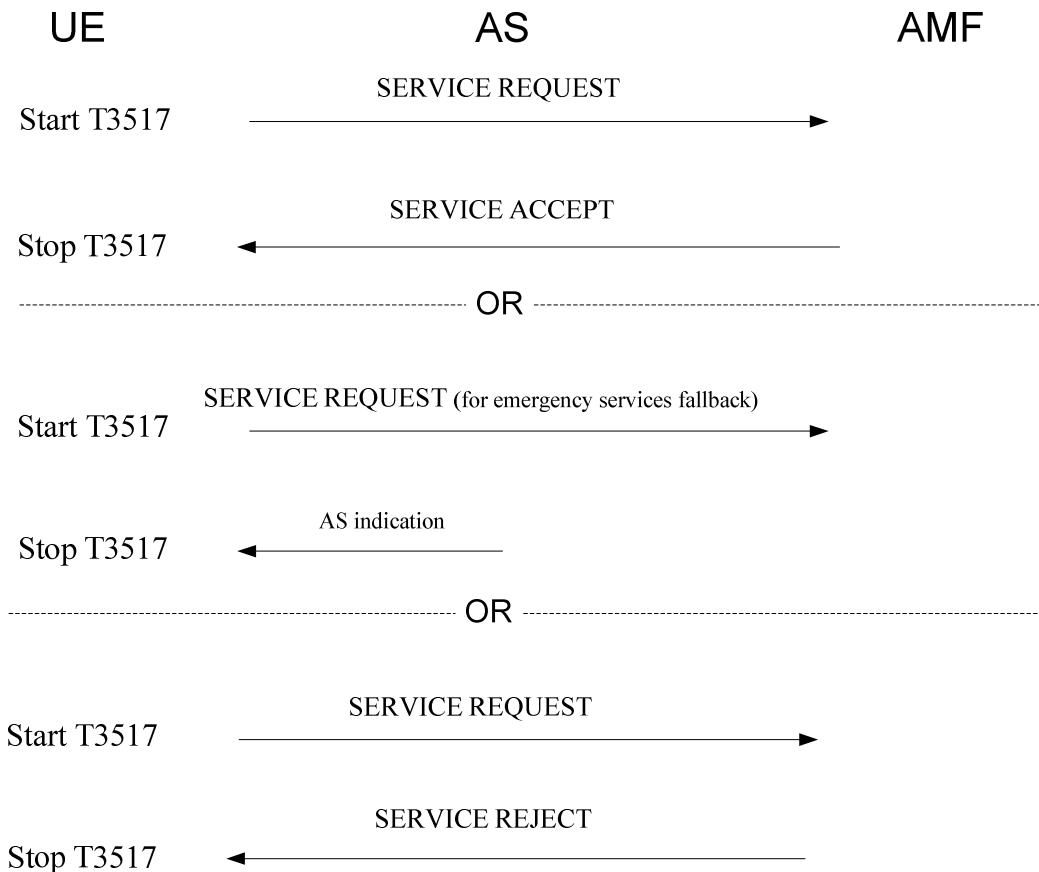 UE AS AMF
SERVICE REQUEST
Start T3517
SERVICE ACCEPT
Stop T3517
OR
SERVICE REQUEST (for emergency services fallback)
Start T3517
AS indication
Stop T3517
OR
SERVICE REQUEST
Start T3517
SERVICE REJECT
Stop T3517